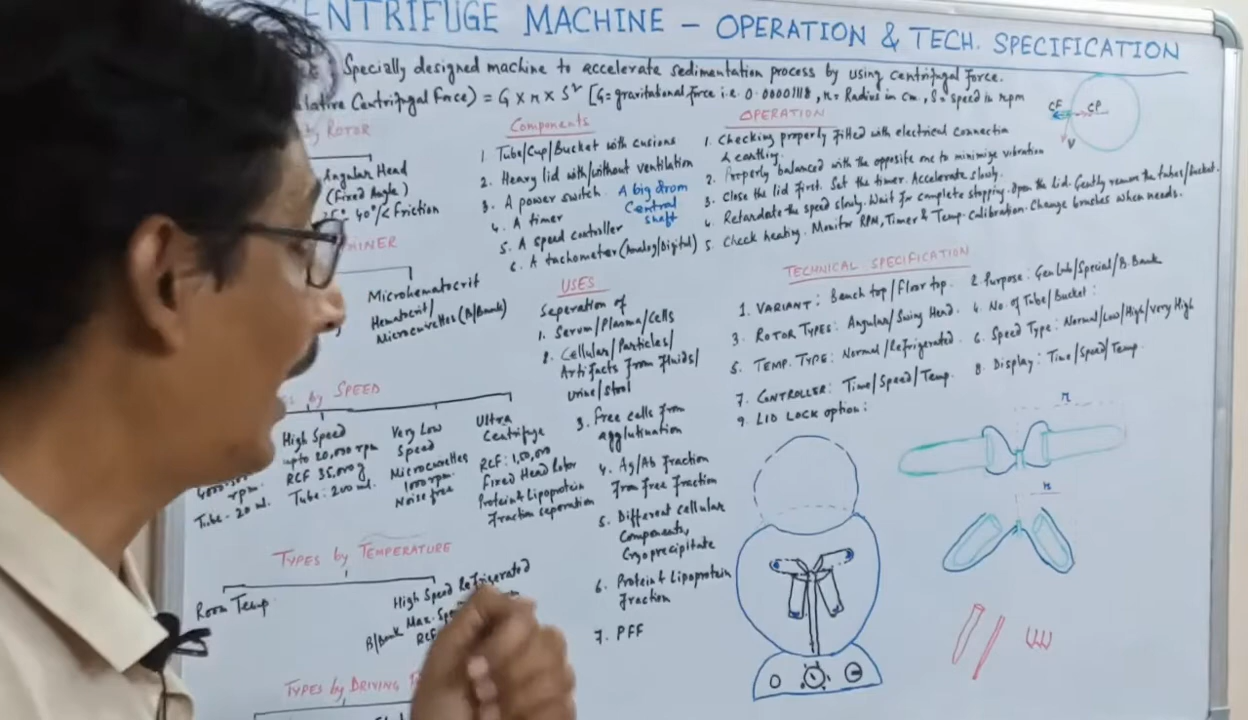 CENTRIFUGE MACHINE – OPERATION & TECH. SPECIFICATION
Specially designed machine to accelerate sedimentation process by using centrifugal force.
lative Centrifugal Force) = G x r x S² [G=gravitational force i.e. 0.00001118, r= Radius in cm, S= speed in rpm
CF
CP
V
by ROTOR
Angular Head
(Fixed Angle)
40°/< Friction
AINER
Microhematocrit
Hematocrit/
Microcuvettes (B/Bank)
by SPEED
rpm
Tube - 20 ml.
High Speed
upto 20,000 rpm
RCF 35,000 g
Tube: 200 ml.
Very Low
Speed
Microcuvettes
1000 rpm.
Noise free
Ultra
Centrifuge
RCF: 1,50,000
Fixed Head Rotor
Protein & Lipoprotein
Fraction seperation
TYPES by TEMPERATURE
Room Temp
High Speed Refrigerated
B/Bank Max. Spe
RCF
TYPES by DRIVING
Components
1. Tube/Cup/Bucket with cusions
2. Heavy lid with/without ventilation
3. A power switch
4. A timer
5. A speed controller
6. A tachometer (Analog/Digital)
A big drom
Central
shaft
USES
Seperation of
1. Serum/Plasma/Cells
2. Cellular/Particles/
Artifacts from fluids/
Urine/Stool
3. Free cells from
agglutination
4. Ag/Ab Fraction
from free Fraction
5. Different cellular
Components,
Cryoprecipitate
6. Protein & Lipoprotein
Fraction
7. PFF
OPERATION
1. Checking properly fitted with electrical connection
& earthing.
2. Properly balanced with the opposite one to minimize vibration
3. Close the lid first. Set the timer. Accelerate slowly.
4. Retardate the speed slowly. Wait for complete stopping. Open the lid. Gently remove the tubes/bucket.
5. Check heating. Monitor RPM, Timer & Temp. Calibration. Change brushes when needs.
TECHNICAL SPECIFICATION
1. VARIANT: Bench top/Floor top. 2. Purpose: Gen Lab/Special/B.Bank
3. ROTOR TYPES: Angular/Swing Head. 4. No. of Tube/Bucket:
5. TEMP. TYPE: Normal/Refrigerated. 6. Speed Type: Normal/Low/High/Very High
7. CONTROLLER: Time/Speed/Temp. 8. Display: Time/Speed/Temp
9. LID LOCK option:
r
r